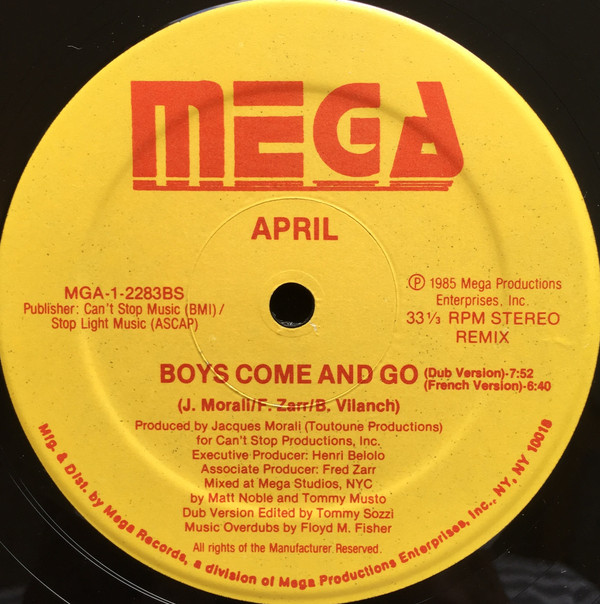 MEGA
APRIL
MGA-1-2283BS
Publisher: Can't Stop Music (BMI) /
Stop Light Music (ASCAP)
Ⓟ 1985 Mega Productions
Enterprises, Inc.
33 1/3 RPM STEREO
REMIX
BOYS COME AND GO (Dub Version)-7:52
(French Version)-6:40
(J. Morali/F. Zarr/B. Vilanch)
Produced by Jacques Morali (Toutoune Productions)
for Can't Stop Productions, Inc.
Executive Producer: Henri Belolo
Associate Producer: Fred Zarr
Mixed at Mega Studios, NYC
by Matt Noble and Tommy Musto
Dub Version Edited by Tommy Sozzi
Music Overdubs by Floyd M. Fisher
All rights of the Manufacturer Reserved.
Mfg. & Dist. by Mega Records, a division of Mega Productions Enterprises, Inc., NY, NY 10018